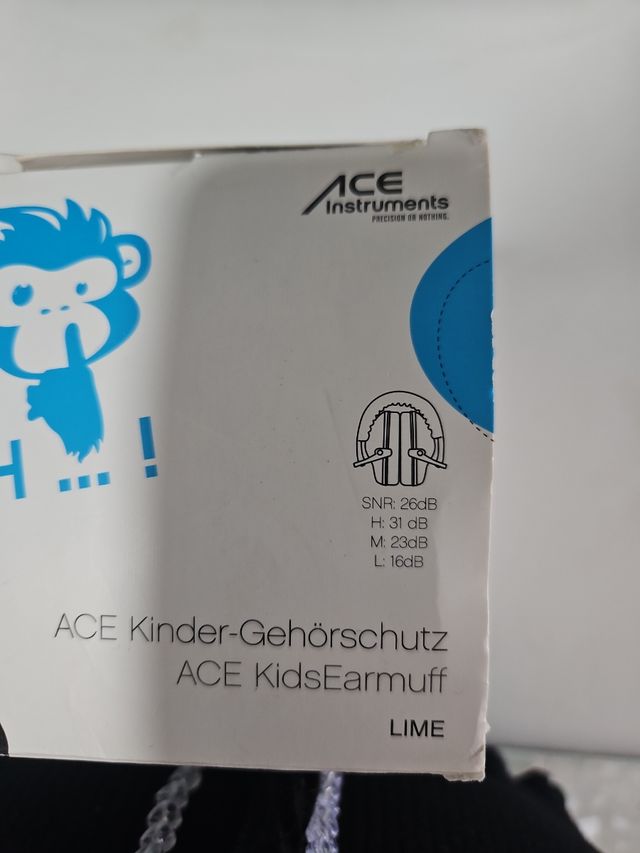 ACE
Instruments
PRECISION OR NOTHING.
H...!
SNR: 26dB
H: 31 dB
M: 23dB
L: 16dB
ACE Kinder-Gehörschutz
ACE KidsEarmuff
LIME